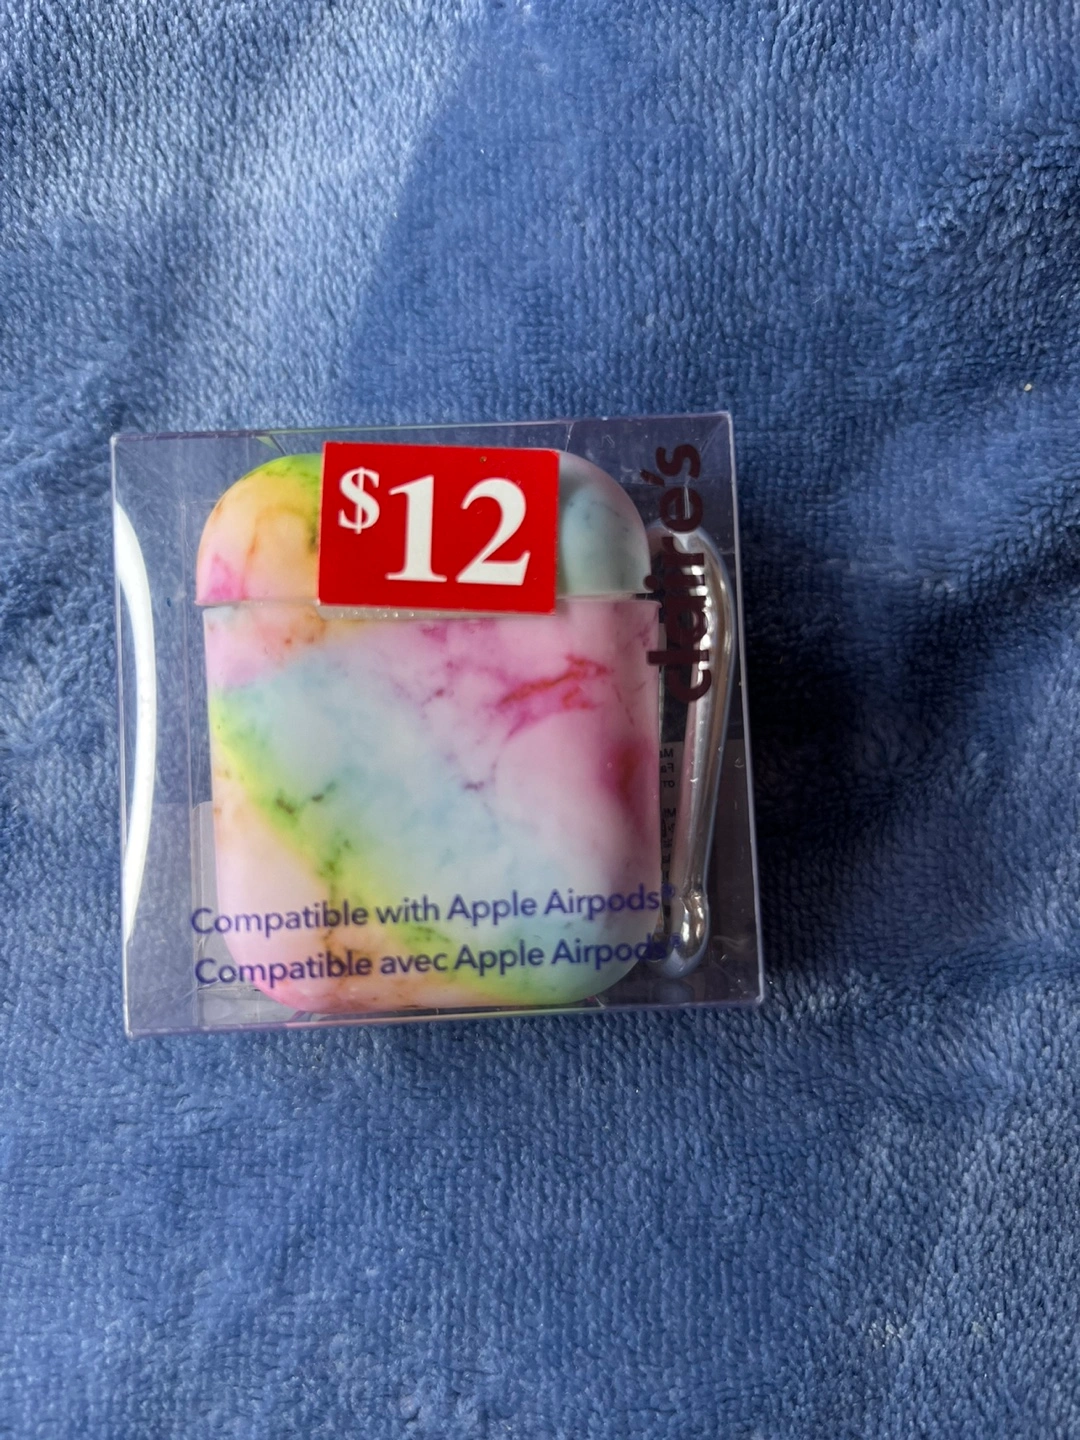 $12
claire's
Compatible with Apple Airpods®
Compatible avec Apple Airpods®